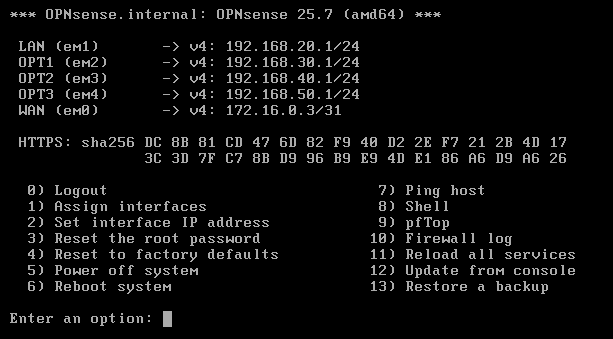 *** OPNsense.internal: OPNsense 25.7 (amd64) ***
LAN (em1) -> v4: 192.168.20.1/24
OPT1 (em2) -> v4: 192.168.30.1/24
OPT2 (em3) -> v4: 192.168.40.1/24
OPT3 (em4) -> v4: 192.168.50.1/24
WAN (em0) -> v4: 172.16.0.3/31
HTTPS: sha256 DC 8B 81 CD 47 6D 82 F9 40 D2 2E F7 21 2B 4D 17
3C 3D 7F C7 8B D9 96 B9 E9 4D E1 86 A6 D9 A6 26
0) Logout 7) Ping host
1) Assign interfaces 8) Shell
2) Set interface IP address 9) pfTop
3) Reset the root password 10) Firewall log
4) Reset to factory defaults 11) Reload all services
5) Power off system 12) Update from console
6) Reboot system 13) Restore a backup
Enter an option: